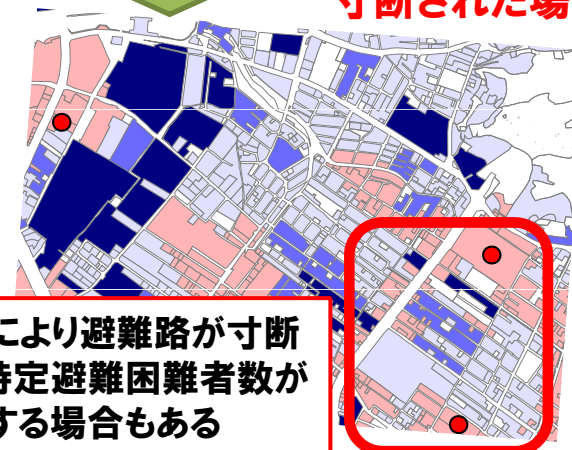 寸断された場
により避難路が寸断
特定避難困難者数が
する場合もある